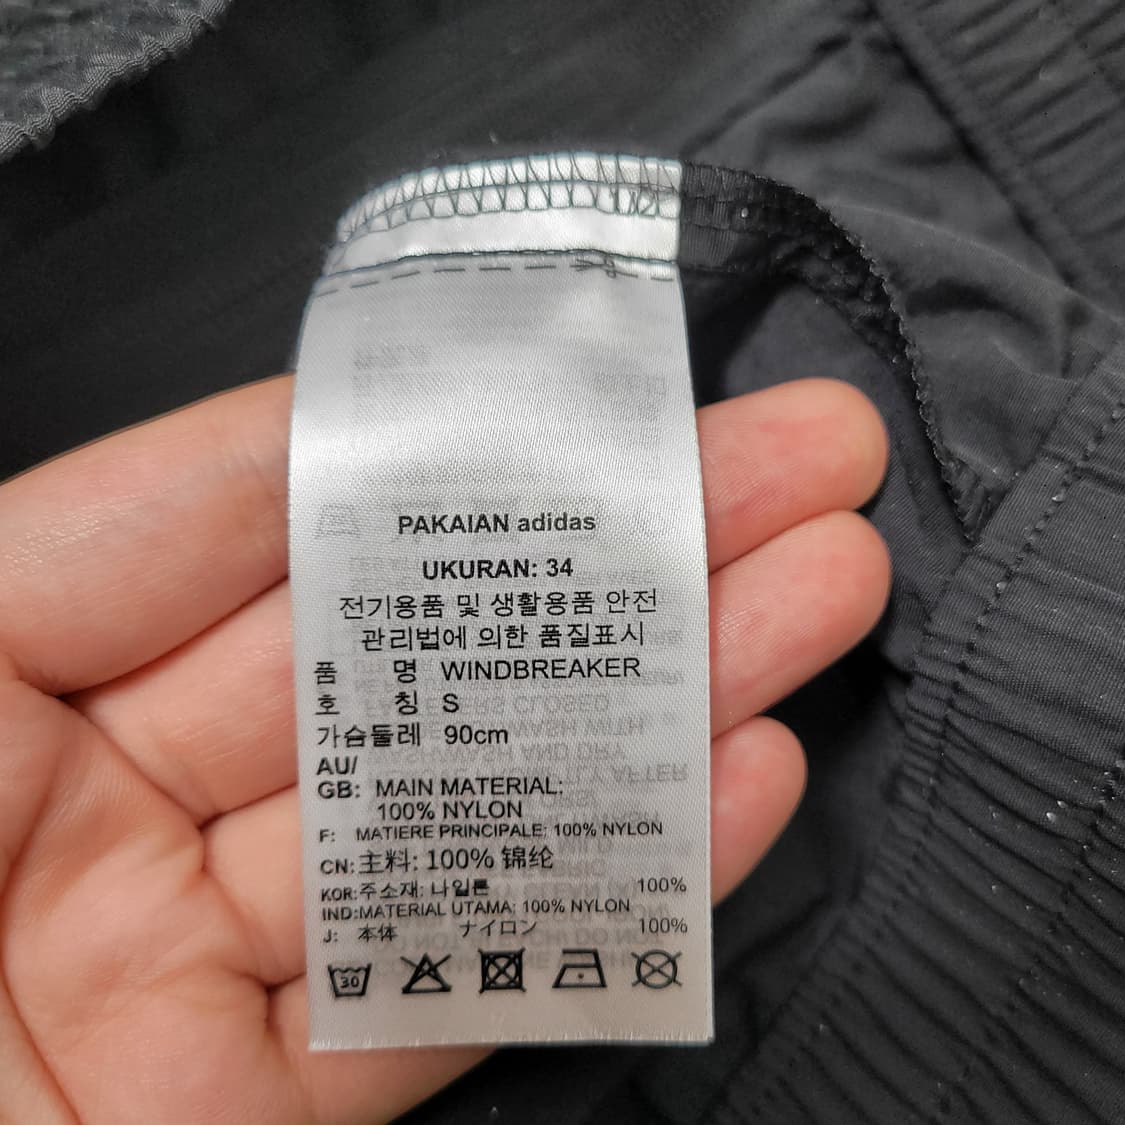 1/2
PAKAIAN adidas
UKURAN: 34
전기용품 및 생활용품 안전
관리법에 의한 품질표시
품 명 WINDBREAKER
호 칭 S
가슴둘레 90cm
AU/
GB: MAIN MATERIAL:
100% NYLON
F: MATIERE PRINCIPALE: 100% NYLON
CN: 主料: 100% 锦纶
KOR: 주소재: 나일론 100%
IND: MATERIAL UTAMA: 100% NYLON
J: 本体 ナイロン 100%
30